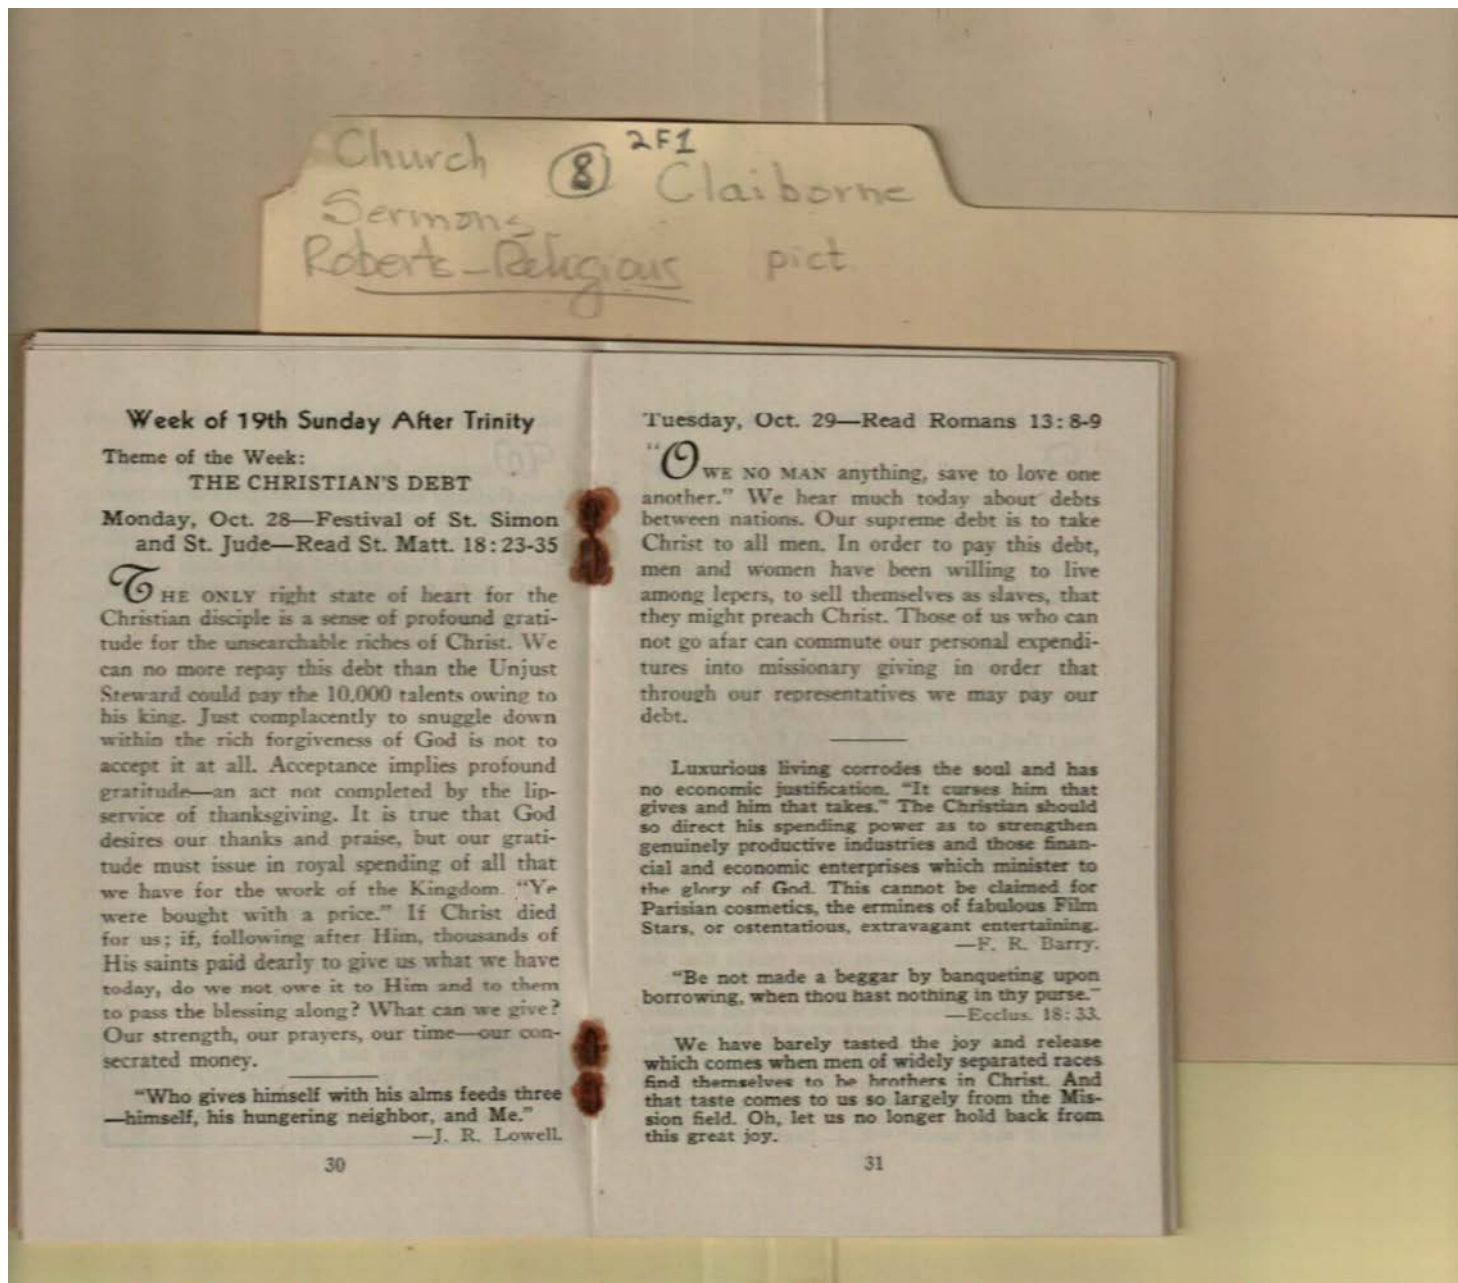 Church 8 2F1 Claiborne
Sermons
Roberts-Religious pict
Week of 19th Sunday After Trinity
Theme of the Week:
THE CHRISTIAN'S DEBT
Monday, Oct. 28—Festival of St. Simon
and St. Jude—Read St. Matt. 18:23-35
THE ONLY right state of heart for the
Christian disciple is a sense of profound grati-
tude for the unsearchable riches of Christ. We
can no more repay this debt than the Unjust
Steward could pay the 10,000 talents owing to
his king. Just complacently to snuggle down
within the rich forgiveness of God is not to
accept it at all. Acceptance implies profound
gratitude—an act not completed by the lip-
service of thanksgiving. It is true that God
desires our thanks and praise, but our grati-
tude must issue in royal spending of all that
we have for the work of the Kingdom. "Ye
were bought with a price." If Christ died
for us; if, following after Him, thousands of
His saints paid dearly to give us what we have
today, do we not owe it to Him and to them
to pass the blessing along? What can we give?
Our strength, our prayers, our time—our con-
secrated money.
"Who gives himself with his alms feeds three
—himself, his hungering neighbor, and Me."
—J. R. Lowell.
30
Tuesday, Oct. 29—Read Romans 13:8-9
"OWE NO MAN anything, save to love one
another." We hear much today about debts
between nations. Our supreme debt is to take
Christ to all men. In order to pay this debt,
men and women have been willing to live
among lepers, to sell themselves as slaves, that
they might preach Christ. Those of us who can
not go afar can commute our personal expendi-
tures into missionary giving in order that
through our representatives we may pay our
debt.
Luxurious living corrodes the soul and has
no economic justification. "It curses him that
gives and him that takes." The Christian should
so direct his spending power as to strengthen
genuinely productive industries and those finan-
cial and economic enterprises which minister to
the glory of God. This cannot be claimed for
Parisian cosmetics, the ermines of fabulous Film
Stars, or ostentatious, extravagant entertaining.
—F. R. Barry.
"Be not made a beggar by banqueting upon
borrowing, when thou hast nothing in thy purse."
—Ecclus. 18:33.
We have barely tasted the joy and release
which comes when men of widely separated races
find themselves to be brothers in Christ. And
that taste comes to us so largely from the Mis-
sion field. Oh, let us no longer hold back from
this great joy.
31